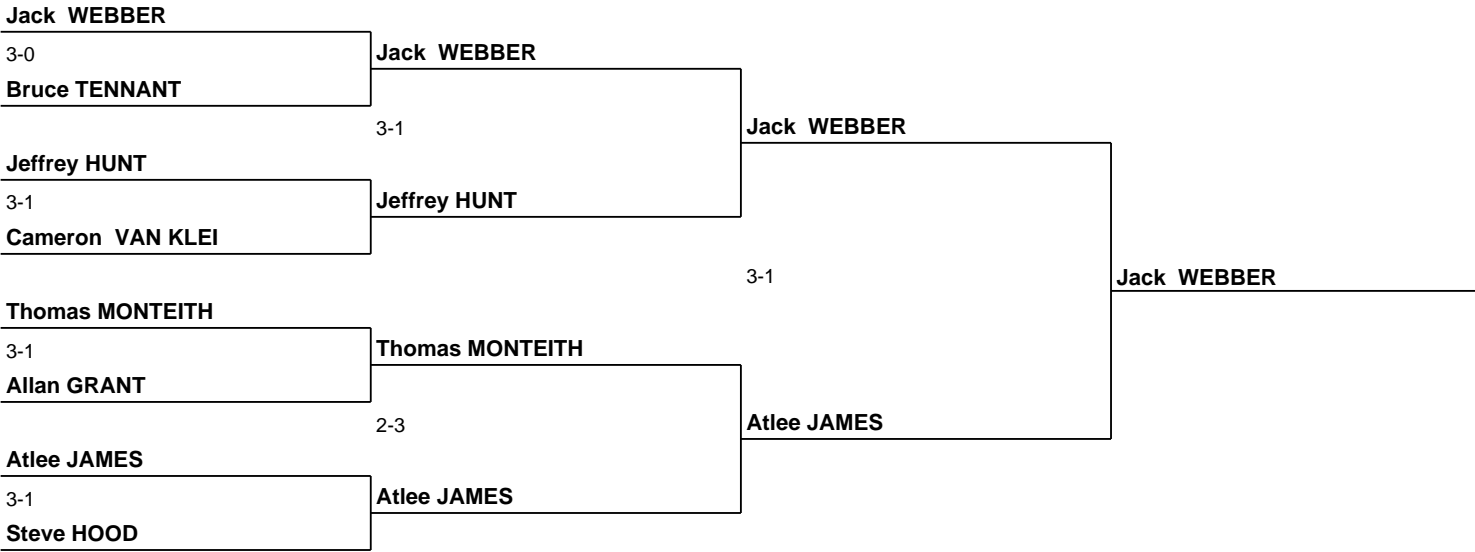 Jack  WEBBER
3-0
Jack  WEBBER
Bruce TENNANT
3-1
Jack  WEBBER
Jeffrey HUNT
3-1
Jeffrey HUNT
Cameron  VAN KLEI
3-1
Jack  WEBBER
Thomas MONTEITH
3-1
Thomas MONTEITH
Allan GRANT
2-3
Atlee JAMES
Atlee JAMES
3-1
Atlee JAMES
Steve HOOD